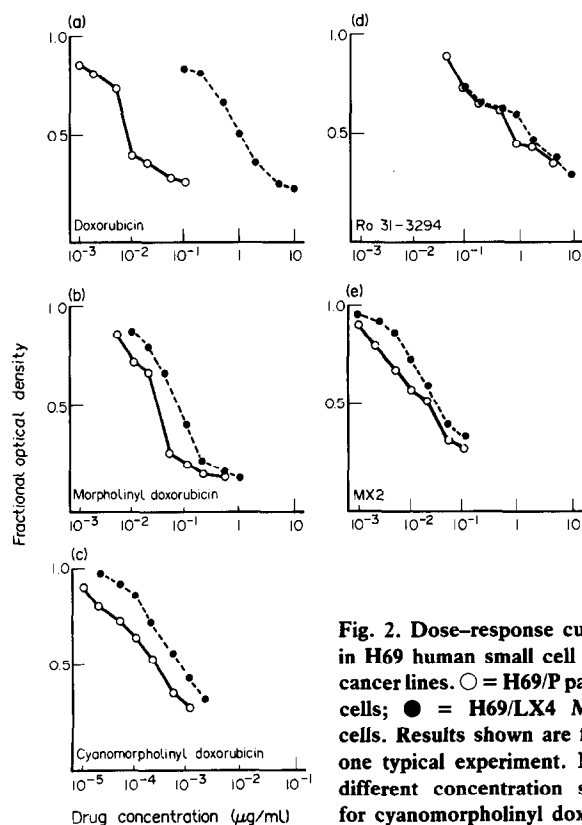 (a)
1.0
0.5
Doxorubicin
10⁻³ 10⁻² 10⁻¹ 1 10
(d)
Ro 31-3294
10⁻³ 10⁻² 10⁻¹ 1 10
(b)
1.0
0.5
Morpholinyl doxorubicin
10⁻³ 10⁻² 10⁻¹ 1 10
(e)
1.0
0.5
MX2
10⁻³ 10⁻² 10⁻¹ 1 10
(c)
1.0
0.5
Cyanomorpholinyl doxorubicin
10⁻⁵ 10⁻⁴ 10⁻³ 10⁻² 10⁻¹
Fractional optical density
Drug concentration (μg/ml)
Fig. 2. Dose–response cu
in H69 human small cell
cancer lines. ○ = H69/P pa
cells; ● = H69/LX4 M
cells. Results shown are f
one typical experiment.
different concentration s
for cyanomorpholinyl dox